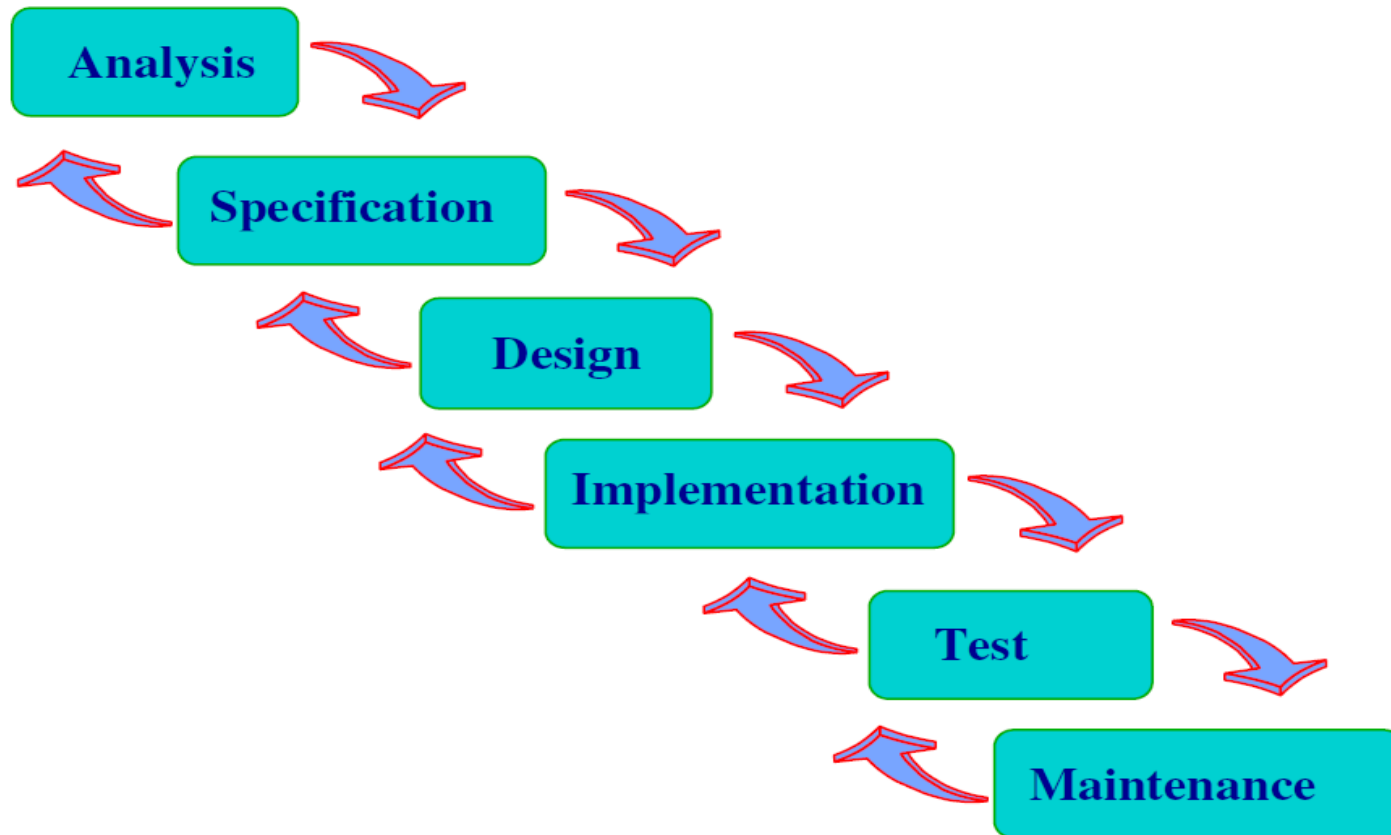 Analysis
Specification
Design
Implementation
Test
Maintenance